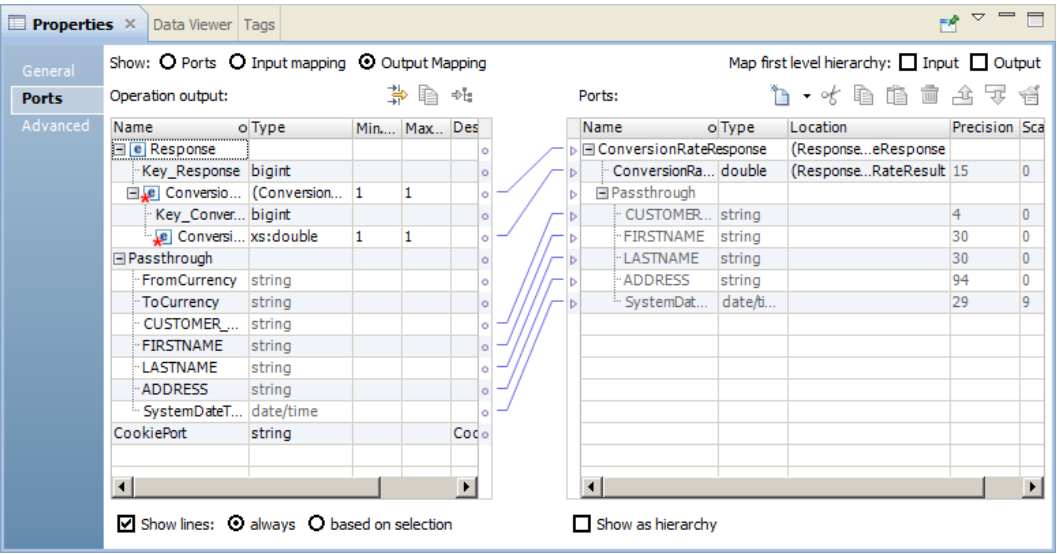 Properties Data Viewer Tags
General
Ports
Advanced
Show: Ports Input mapping Output Mapping
Map first level hierarchy: Input Output
Operation output:
Ports:
Name Type Min... Max... Des
Response
Key_Response bigint
Conversio... (Conversion... 1 1
Key_Conver... bigint
Conversi... xs:double 1 1
Passthrough
FromCurrency string
ToCurrency string
CUSTOMER_... string
FIRSTNAME string
LASTNAME string
ADDRESS string
SystemDateT... date/time
CookiePort string Coo
Name Type Location Precision Sca
ConversionRateResponse (Response...eResponse
ConversionRa... double (Response...RateResult 15 0
Passthrough
CUSTOMER... string 4 0
FIRSTNAME string 30 0
LASTNAME string 30 0
ADDRESS string 94 0
SystemDat... date/ti... 29 9
Show lines: always based on selection
Show as hierarchy